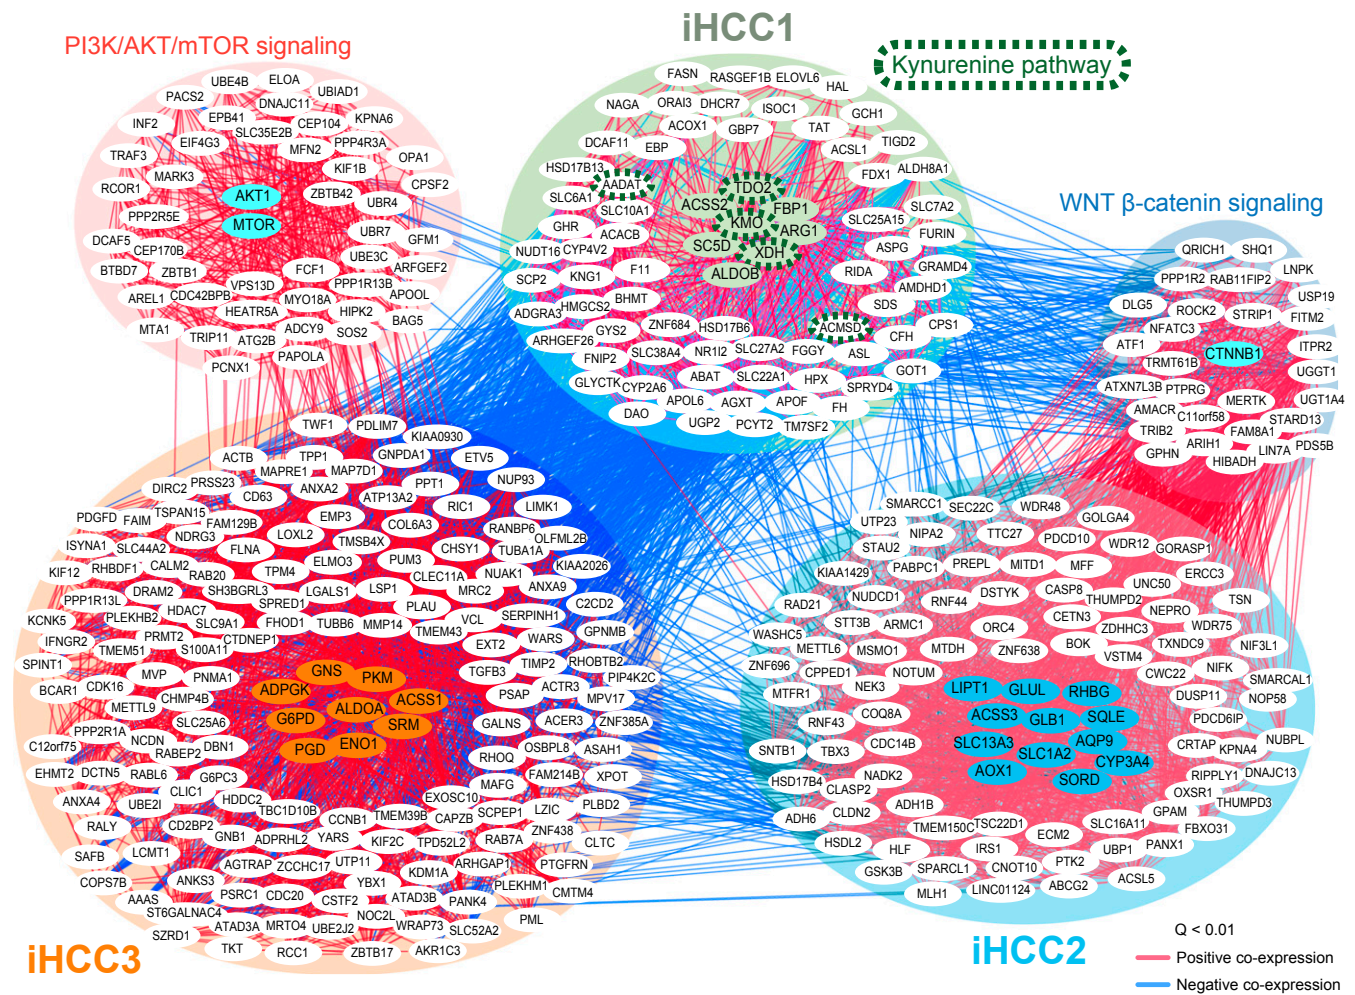 iHCC1
PI3K/AKT/mTOR signaling
Kynurenine pathway
WNT β-catenin signaling
UBE4B
ELOA
UBIAD1
PACS2
DNAJC11
KPNA6
INF2
EPB41
SLC35E2B
CEP104
EIF4G3
MFN2
PPP4R3A
TRAF3
KIF1B
OPA1
MARK3
RCOR1
AKT1
ZBTB42
CPSF2
UBR4
PPP2R5E
MTOR
UBR7
GFM1
DCAF5
CEP170B
UBE3C
BTBD7
ZBTB1
FCF1
ARFGEF2
VPS13D
PPP1R13B
AREL1
CDC42BPB
MYO18A
APOOL
HEATR5A
HIPK2
MTA1
ADCY9
SOS2
BAG5
TRIP11
ATG2B
PAPOLA
PCNX1
FASN
RASGEF1B
ELOVL6
HAL
NAGA
ORAI3
DHCR7
ISOC1
GCH1
ACOX1
GBP7
TAT
DCAF11
EBP
ACSL1
TIGD2
HSD17B13
FDX1
ALDH8A1
AADAT
TDO2
SLC6A1
ACSS2
FBP1
SLC7A2
SLC10A1
KMO
SLC25A15
GHR
ACACB
ARG1
FURIN
NUDT16
CYP4V2
SC5D
XDH
ASPG
SCP2
KNG1
F11
ALDOB
RIDA
GRAMD4
AMDHD1
ADGRA3
HMGCS2
BHMT
SDS
ARHGEF26
GYS2
ZNF684
HSD17B6
ACMSD
CFH
CPS1
FNIP2
SLC38A4
NR1I2
SLC27A2
FGGY
ASL
GLYCTK
CYP2A6
ABAT
SLC22A1
HPX
SPRYD4
GOT1
DAO
APOL6
AGXT
APOF
FH
UGP2
PCYT2
TM7SF2
QRICH1
SHQ1
PPP1R2
RAB11FIP2
LNPK
DLG5
USP19
ROCK2
STRIP1
FITM2
NFATC3
ATF1
CTNNB1
ITPR2
TRMT61B
UGGT1
ATXN7L3B
PTPRG
MERTK
UGT1A4
AMACR
C11orf58
STARD13
TRIB2
FAM8A1
ARIH1
LIN7A
PDS5B
GPHN
HIBADH
TWF1
PDLIM7
KIAA0930
ACTB
TPP1
GNPDA1
ETV5
MAPRE1
MAP7D1
DIRC2
PRSS23
ANXA2
PPT1
NUP93
CD63
ATP13A2
PDGFD
FAIM
TSPAN15
EMP3
RIC1
LIMK1
FAM129B
COL6A3
RANBP6
OLFML2B
ISYNA1
NDRG3
LOXL2
TMSB4X
SLC44A2
FLNA
CHSY1
TUBA1A
KIF12
RHBDF1
CALM2
ELMO3
PUM3
KIAA2026
RAB20
TPM4
CLEC11A
NUAK1
ANXA9
PPP1R13L
DRAM2
SH3BGRL3
LGALS1
LSP1
MRC2
KCNK5
PLEKHB2
HDAC7
SPRED1
PLAU
C2CD2
SLC9A1
FHOD1
TUBB6
MMP14
VCL
SERPINH1
IFNGR2
PRMT2
CTDNEP1
TMEM43
WARS
GPNMB
SPINT1
TMEM51
S100A11
EXT2
TIMP2
RHOBTB2
MVP
PNMA1
GNS
PKM
TGFB3
PIP4K2C
BCAR1
CDK16
ADPGK
ACSS1
PSAP
ACTR3
MPV17
METTL9
CHMP4B
ALDOA
SLC25A6
G6PD
SRM
GALNS
ACER3
ZNF385A
PPP2R1A
NCDN
DBN1
PGD
ENO1
OSBPL8
C12orf75
RABEP2
RHOQ
ASAH1
EHMT2
DCTN5
RABL6
G6PC3
MAFG
FAM214B
XPOT
ANXA4
CLIC1
HDDC2
EXOSC10
UBE2I
TBC1D10B
SCPEP1
LZIC
PLBD2
RALY
CD2BP2
CCNB1
TMEM39B
CAPZB
ZNF438
GNB1
ADPRHL2
YARS
KIF2C
TPD52L2
RAB7A
CLTC
SAFB
LCMT1
AGTRAP
ZCCHC17
UTP11
ARHGAP1
PTGFRN
COPS7B
ANKS3
KDM1A
PLEKHM1
AAAS
PSRC1
CDC20
YBX1
ATAD3B
PANK4
CMTM4
ST6GALNAC4
CSTF2
NOC2L
PML
SZRD1
ATAD3A
MRTO4
UBE2J2
WRAP73
SLC52A2
TKT
RCC1
ZBTB17
AKR1C3
iHCC3
SMARCC1
SEC22C
WDR48
UTP23
NIPA2
GOLGA4
TTC27
PDCD10
STAU2
WDR12
GORASP1
KIAA1429
PABPC1
PREPL
MITD1
MFF
ERCC3
NUDCD1
DSTYK
CASP8
UNC50
RAD21
RNF44
THUMPD2
TSN
STT3B
ARMC1
CETN3
NEPRO
WASHC5
ORC4
ZDHHC3
WDR75
METTL6
MSMO1
MTDH
ZNF638
BOK
TXNDC9
NIF3L1
ZNF696
CPPED1
NOTUM
VSTM4
NIFK
MTFR1
NEK3
LIPT1
GLUL
RHBG
CWC22
SMARCAL1
DUSP11
NOP58
RNF43
COQ8A
ACSS3
GLB1
SQLE
PDCD6IP
SNTB1
TBX3
CDC14B
SLC13A3
AQP9
CRTAP
NUBPL
SLC1A2
KPNA4
HSD17B4
NADK2
AOX1
CYP3A4
RIPPLY1
DNAJC13
CLASP2
SORD
OXSR1
ADH6
CLDN2
ADH1B
GPAM
THUMPD3
TMEM150C
TSC22D1
SLC16A11
FBXO31
HSDL2
ECM2
HLF
IRS1
UBP1
PANX1
GSK3B
SPARCL1
CNOT10
PTK2
ACSL5
MLH1
LINC01124
ABCG2
iHCC2
Q < 0.01
Positive co-expression
Negative co-expression